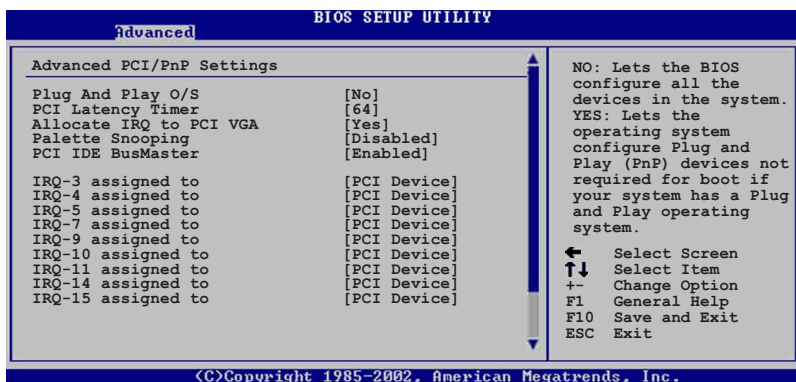 BIOS SETUP UTILITY
Advanced
Advanced PCI/PnP Settings
Plug And Play O/S [No]
PCI Latency Timer [64]
Allocate IRQ to PCI VGA [Yes]
Palette Snooping [Disabled]
PCI IDE BusMaster [Enabled]
IRQ-3 assigned to [PCI Device]
IRQ-4 assigned to [PCI Device]
IRQ-5 assigned to [PCI Device]
IRQ-7 assigned to [PCI Device]
IRQ-9 assigned to [PCI Device]
IRQ-10 assigned to [PCI Device]
IRQ-11 assigned to [PCI Device]
IRQ-14 assigned to [PCI Device]
IRQ-15 assigned to [PCI Device]
NO: Lets the BIOS
configure all the
devices in the system.
YES: Lets the
operating system
configure Plug and
Play (PnP) devices not
required for boot if
your system has a Plug
and Play operating
system.
← Select Screen
↑↓ Select Item
+- Change Option
F1 General Help
F10 Save and Exit
ESC Exit
(C)Copyright 1985-2002, American Megatrends, Inc.